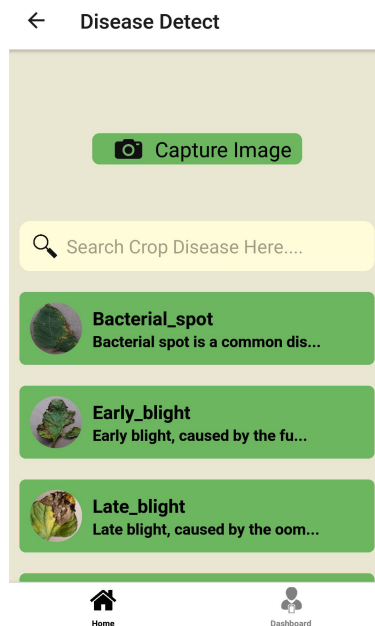 Disease Detect
Capture Image
Search Crop Disease Here....
Bacterial_spot
Bacterial spot is a common dis...
Early_blight
Early blight, caused by the fu...
Late_blight
Late blight, caused by the oom...
Home
Dashboard